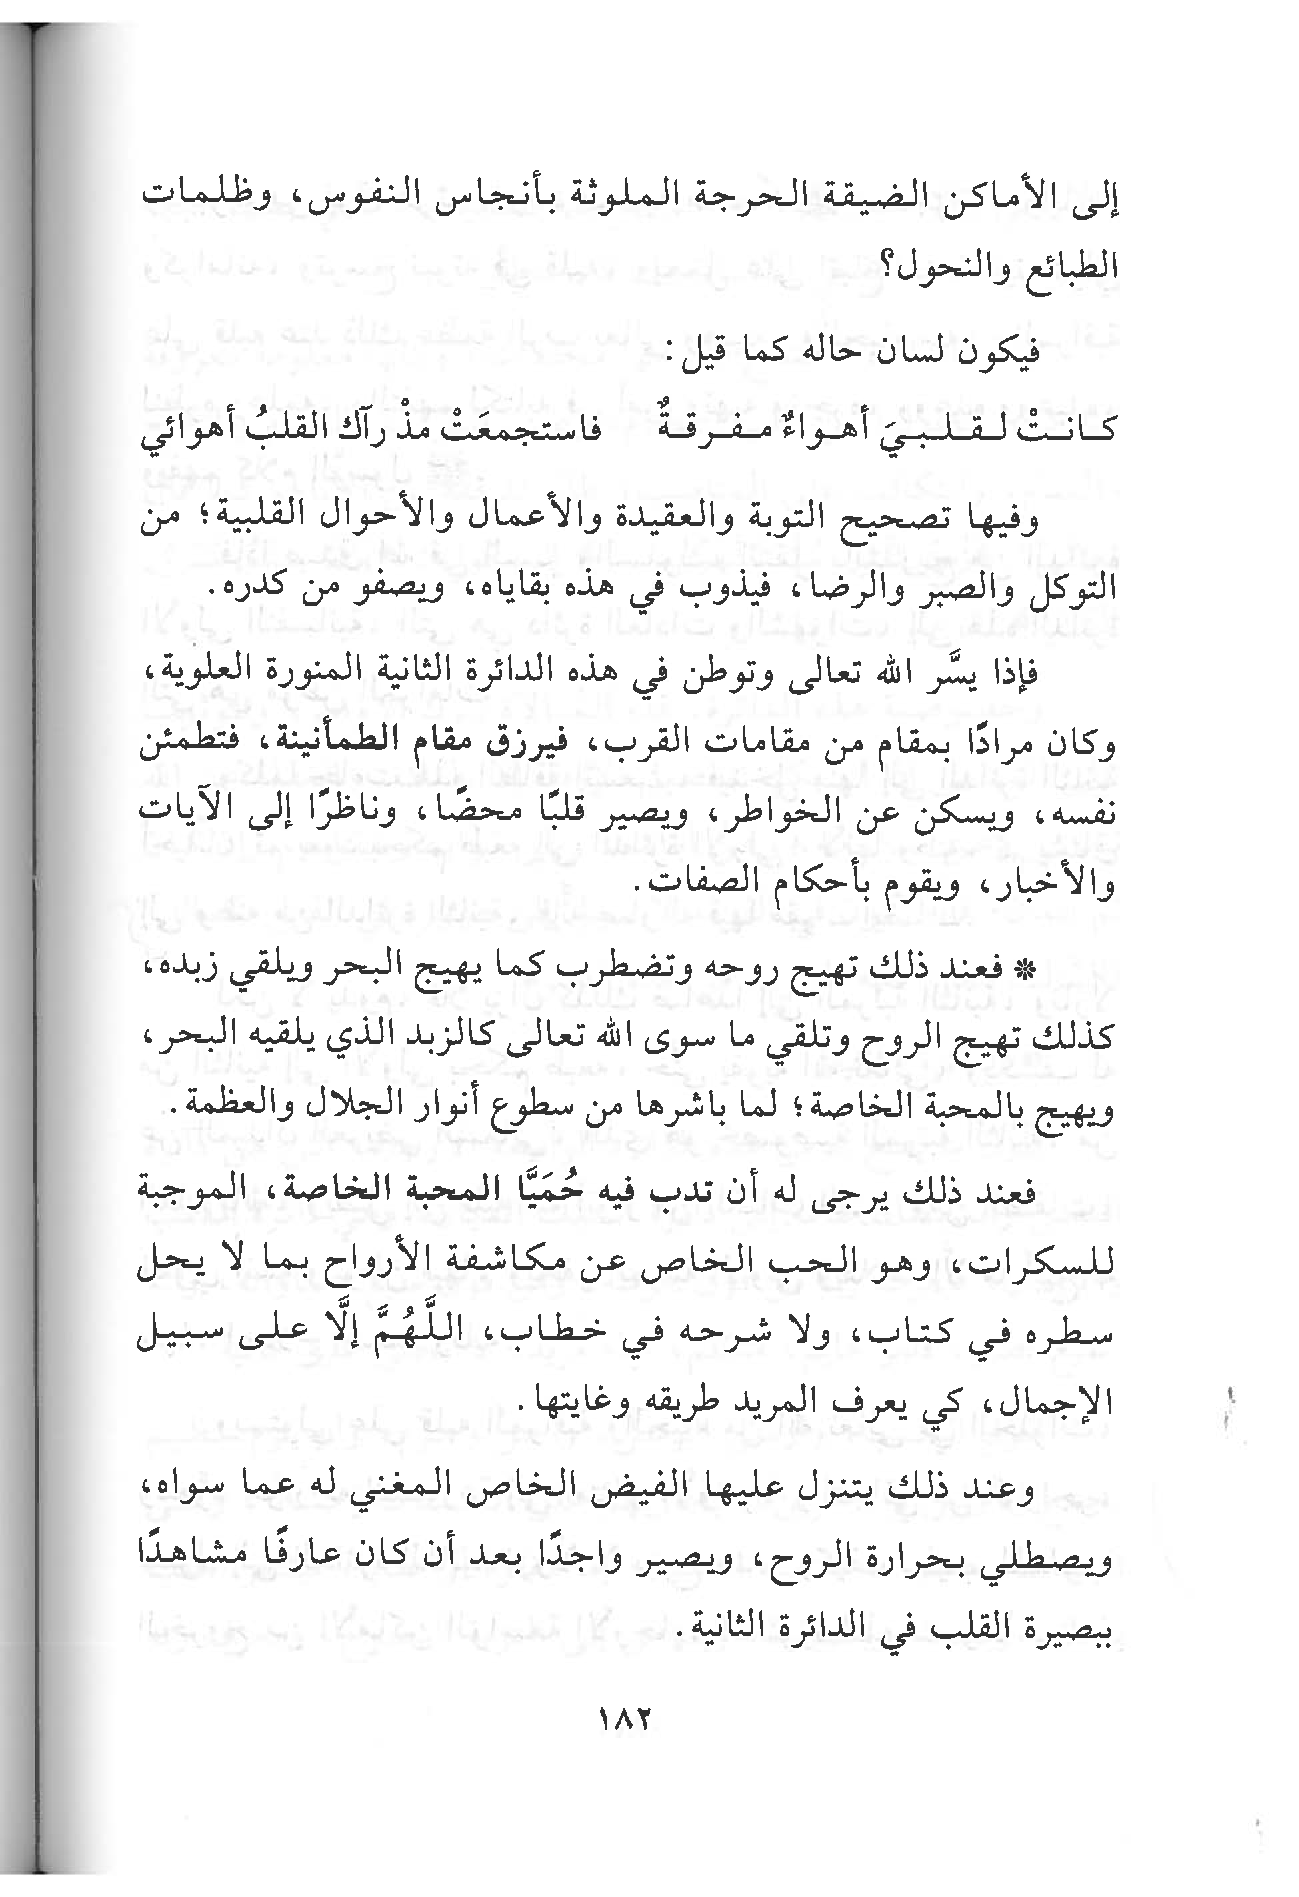 إلى الأماكن الضيقة الحرجة الملوثة بأنجاس النفوس، وظلمات
الطبائع والنحول؟
فيكون لسان حاله كما قيل:
كانتْ لقلبيَ أهواءٌ مفرقةٌ فاستجمعَتْ مذْ رآك القلبُ أهوائي
وفيها تصحيح التوبة والعقيدة والأعمال والأحوال القلبية؛ من
التوكل والصبر والرضا، فيذوب في هذه بقاياه، ويصفو من كدره.
فإذا يسَّر الله تعالى وتوطن في هذه الدائرة الثانية المنورة العلوية،
وكان مرادًا بمقام من مقامات القرب، فيرزق مقام الطمأنينة، فتطمئن
نفسه، ويسكن عن الخواطر، ويصير قلبًا محضًا، وناظرًا إلى الآيات
والأخبار، ويقوم بأحكام الصفات.
* فعند ذلك تهيج روحه وتضطرب كما يهيج البحر ويلقي زبده،
كذلك تهيج الروح وتلقي ما سوى الله تعالى كالزبد الذي يلقيه البحر،
ويهيج بالمحبة الخاصة؛ لما باشرها من سطوع أنوار الجلال والعظمة.
فعند ذلك يرجى له أن تدب فيه حُمَيَّا المحبة الخاصة، الموجبة
للسكرات، وهو الحب الخاص عن مكاشفة الأرواح بما لا يحل
سطره في كتاب، ولا شرحه في خطاب، اللَّهُمَّ إلَّا على سبيل
الإجمال، كي يعرف المريد طريقه وغايتها.
وعند ذلك يتنزل عليها الفيض الخاص المغني له عما سواه،
ويصطلي بحرارة الروح، ويصير واجدًا بعد أن كان عارفًا مشاهدًا
ببصيرة القلب في الدائرة الثانية.
١٨٢